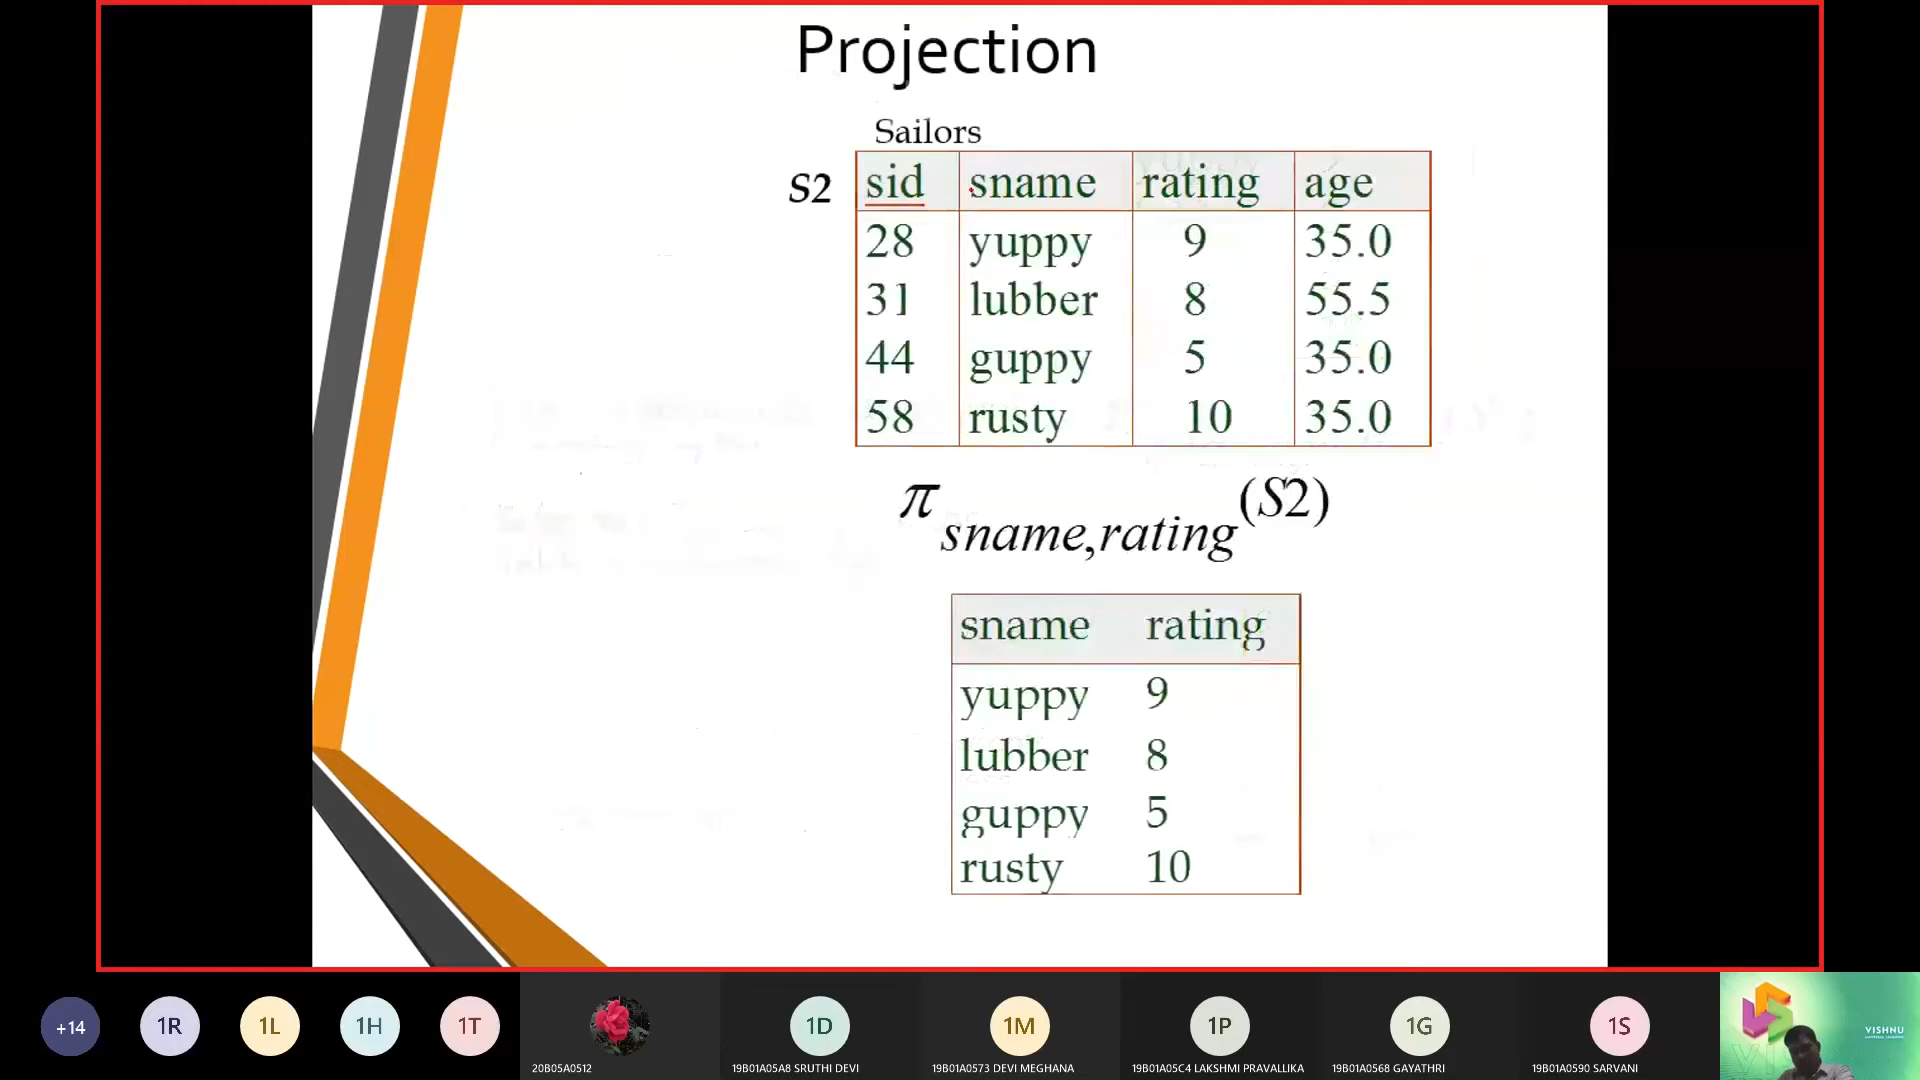 Projection
Sailors
S2
sid sname rating age
28 yuppy 9 35.0
31 lubber 8 55.5
44 guppy 5 35.0
58 rusty 10 35.0
π sname,rating (S2)
sname rating
yuppy 9
lubber 8
guppy 5
rusty 10
+14 1R 1L 1H 1T 1D 1M 1P 1G 1S
VISHNU
20B05A0512 19B01A05A8 SRUTHI DEVI 19B01A0573 DEVI MEGHANA 19B01A05C4 LAKSHMI PRAVALLIKA 19B01A0568 GAYATHRI 19B01A0590 SARVANI